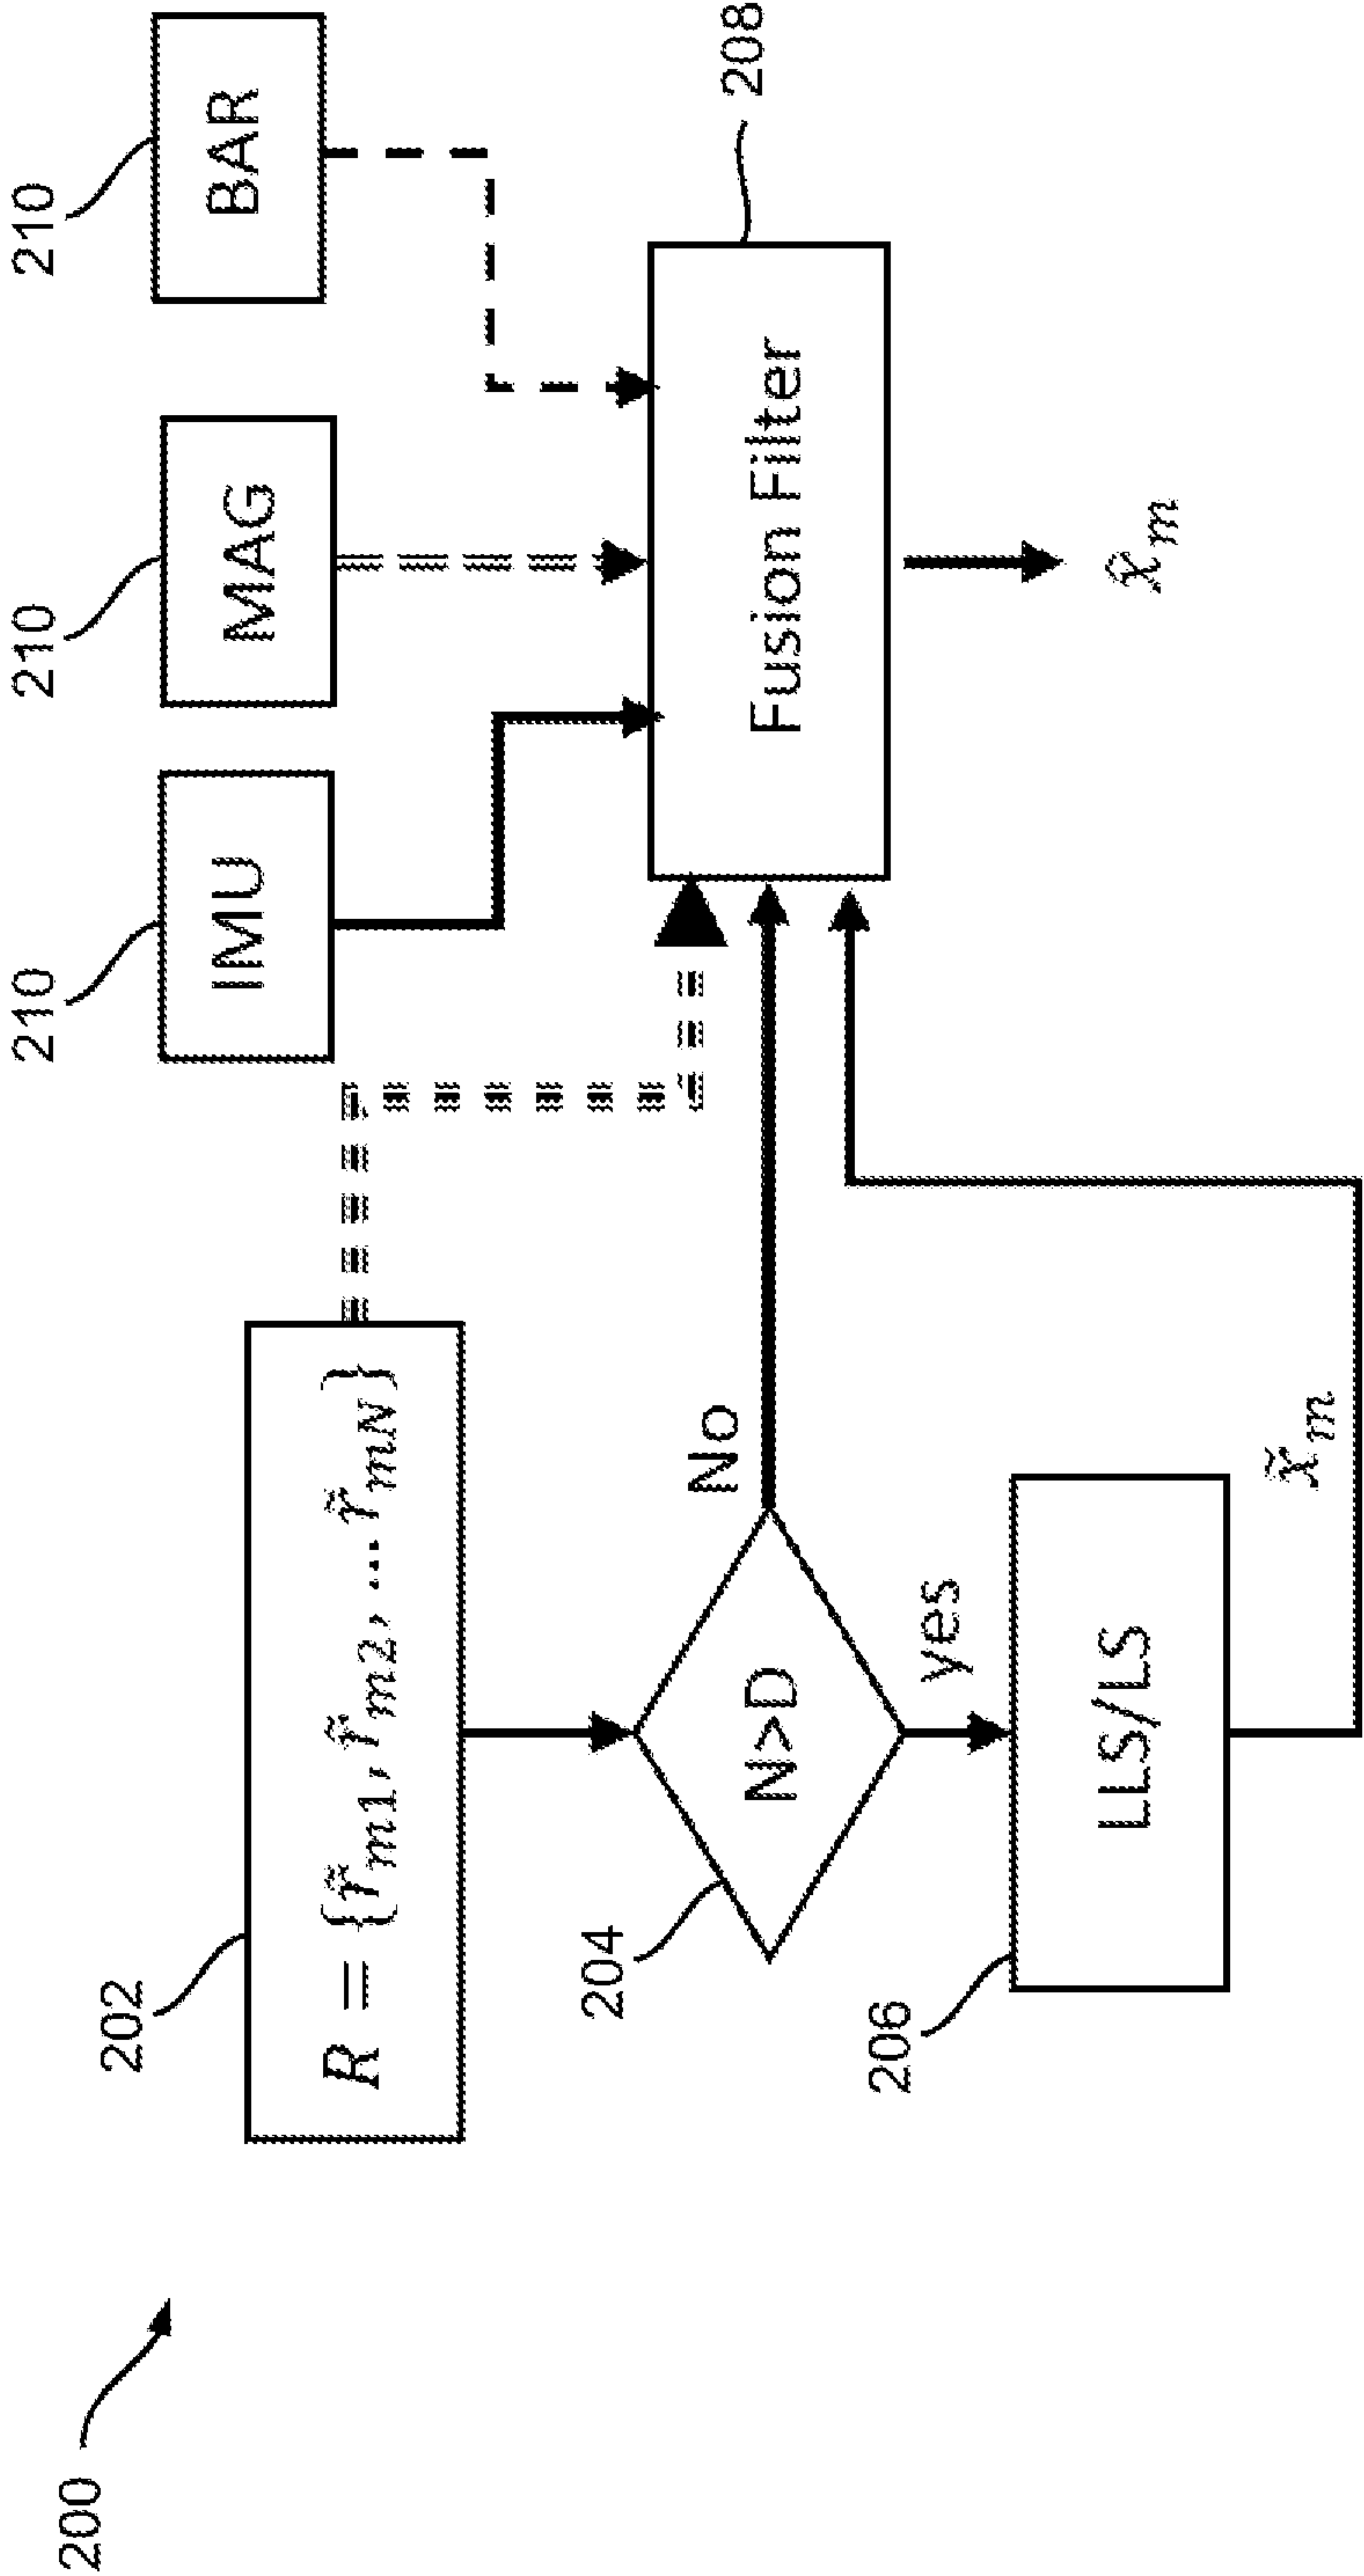 200
202
R = {r̃m1, r̃m2, ... r̃mN}
210
IMU
210
MAG
210
BAR
204
N>D
No
yes
206
LLS/LS
x̃m
Fusion Filter
208
x̂m